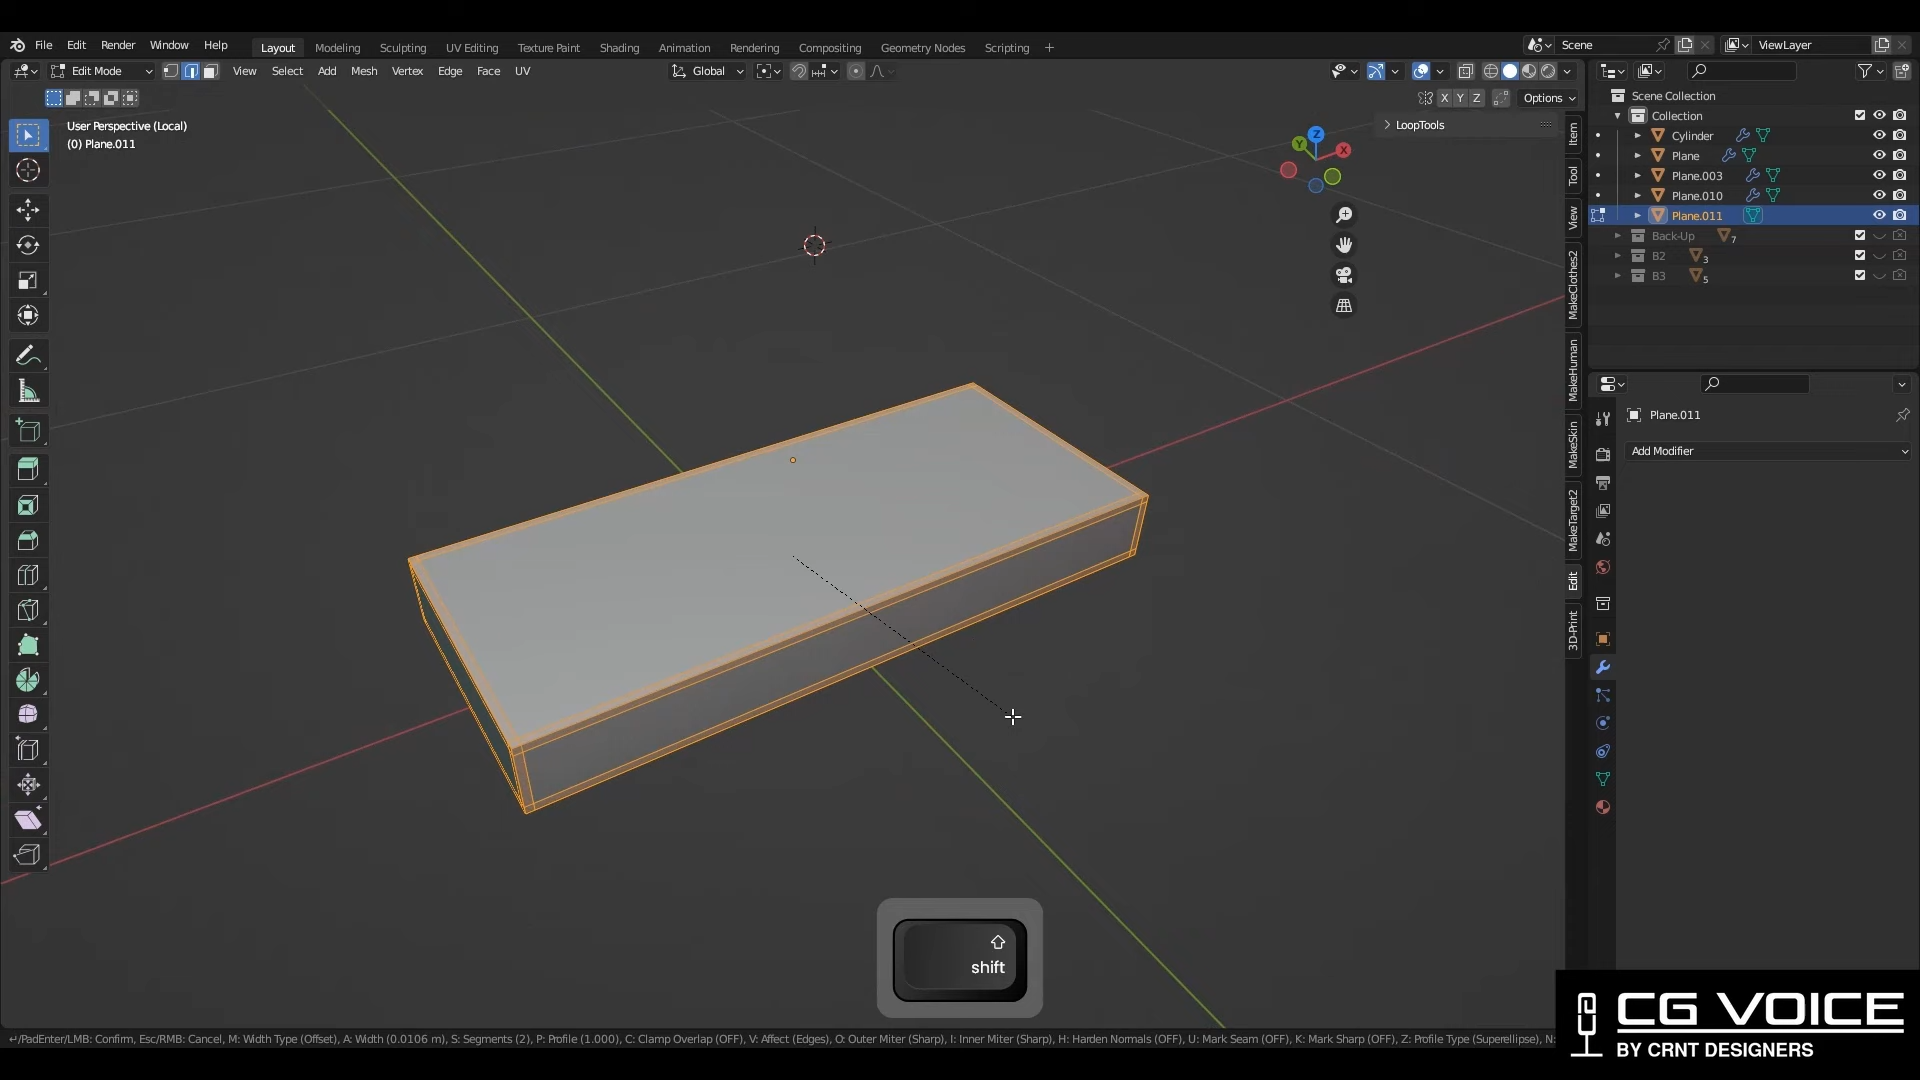 File Edit Render Window Help Layout Modeling Sculpting UV Editing Texture Paint Shading Animation Rendering Compositing Geometry Nodes Scripting + Scene ViewLayer
Edit Mode View Select Add Mesh Vertex Edge Face UV Global
X Y Z Options
User Perspective (Local)
(0) Plane.011
LoopTools
Z
Y
X
Item
Tool
View
MakeClothes2
MakeHuman
MakeSkin
MakeTarget2
Edit
3D-Print
Scene Collection
Collection
Cylinder
Plane
Plane.003
Plane.010
Plane.011
Back-Up 7
B2 3
B3 5
Plane.011
Add Modifier
shift
↵/PadEnter/LMB: Confirm, Esc/RMB: Cancel, M: Width Type (Offset), A: Width (0.0106 m), S: Segments (2), P: Profile (1.000), C: Clamp Overlap (OFF), V: Affect (Edges), O: Outer Miter (Sharp), I: Inner Miter (Sharp), H: Harden Normals (OFF), U: Mark Seam (OFF), K: Mark Sharp (OFF), Z: Profile Type (Superellipse), N:
CG VOICE
BY CRNT DESIGNERS